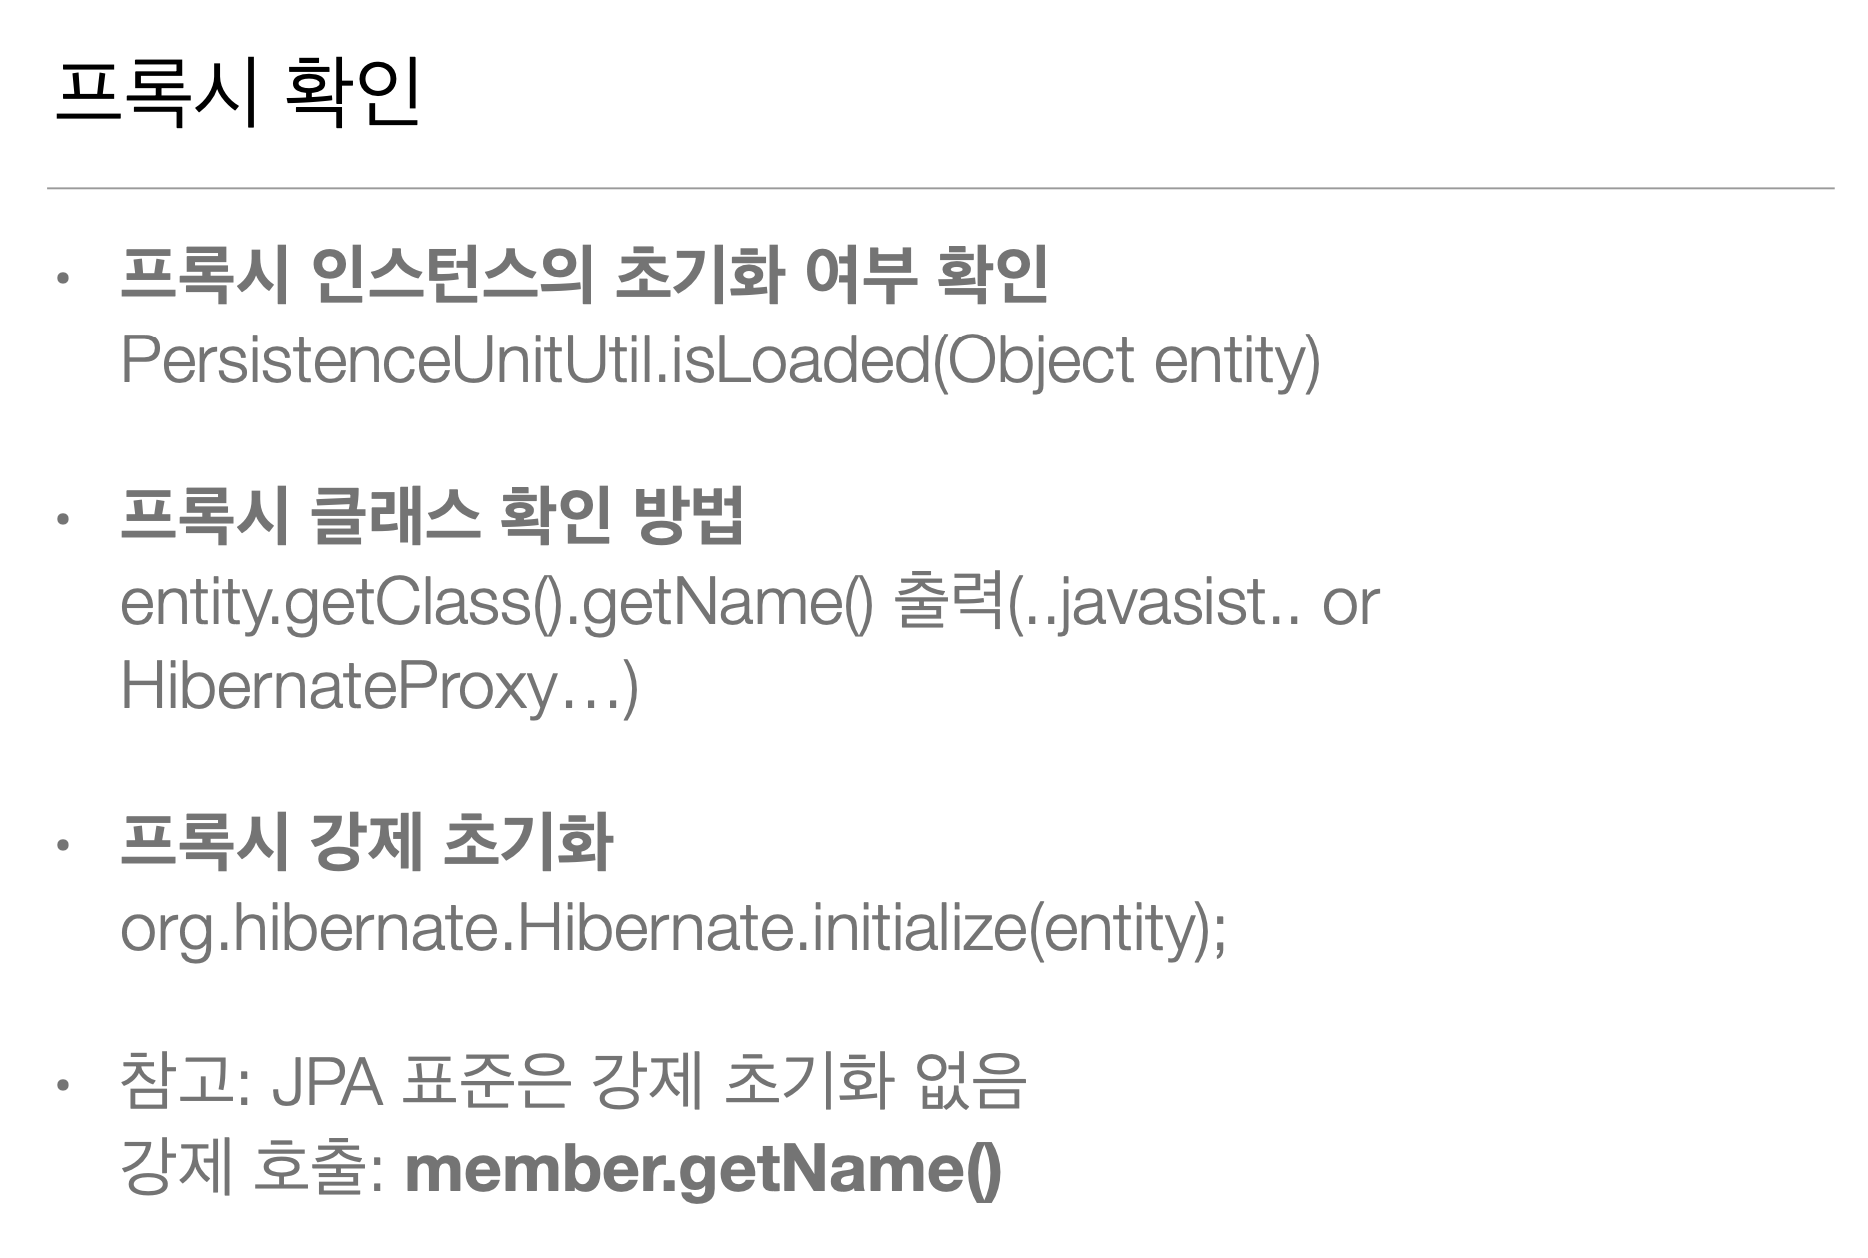 프록시 확인
• 프록시 인스턴스의 초기화 여부 확인
PersistenceUnitUtil.isLoaded(Object entity)
• 프록시 클래스 확인 방법
entity.getClass().getName() 출력(..javasist.. or
HibernateProxy…)
• 프록시 강제 초기화
org.hibernate.Hibernate.initialize(entity);
• 참고: JPA 표준은 강제 초기화 없음
강제 호출: member.getName()